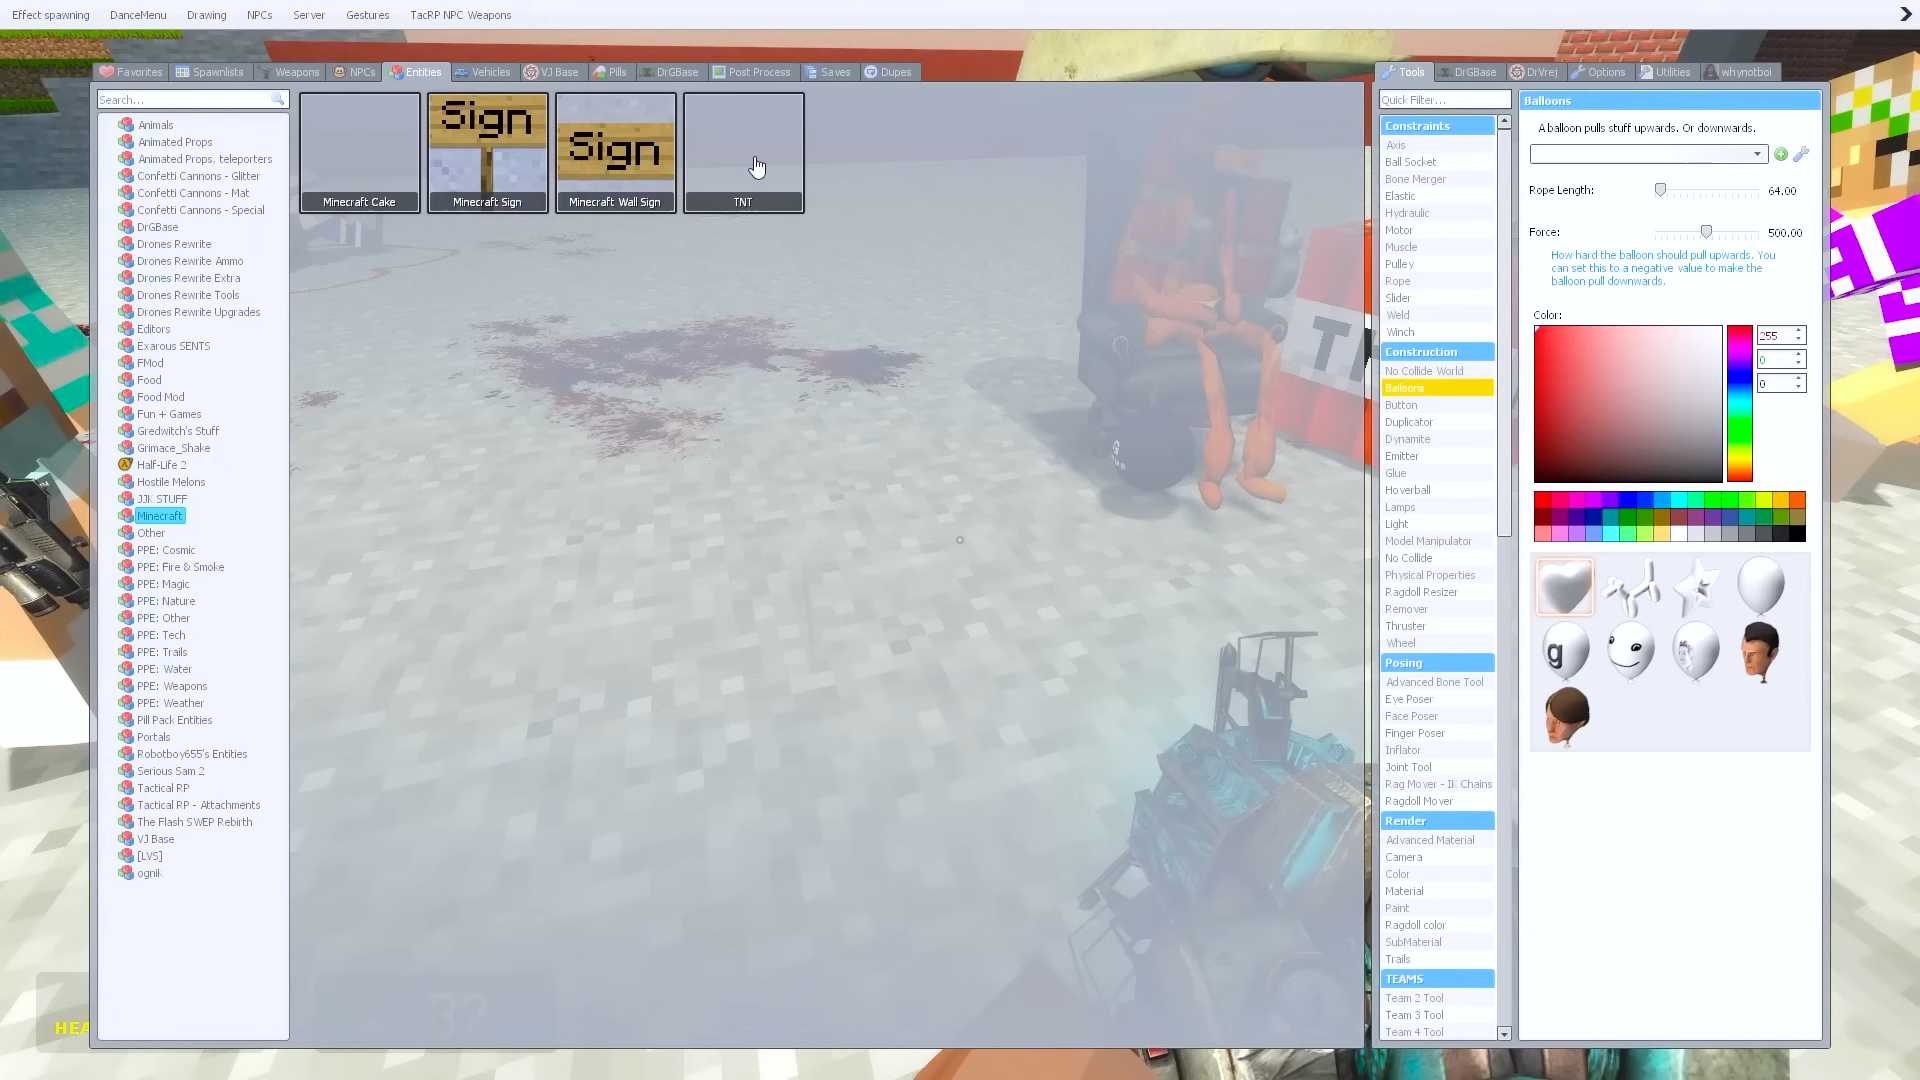 Effect spawning DanceMenu Drawing NPCs Server Gestures TacRP NPC Weapons
Favorites Spawnlists Weapons NPCs Entities Vehicles VJ Base Pills DrGBase Post Process Saves Dupes
Search...
Animals
Animated Props
Animated Props, teleporters
Confetti Cannons - Glitter
Confetti Cannons - Mat
Confetti Cannons - Special
DrGBase
Drones Rewrite
Drones Rewrite Ammo
Drones Rewrite Extra
Drones Rewrite Tools
Drones Rewrite Upgrades
Editors
Exarous SENTS
FMod
Food
Food Mod
Fun + Games
Gredwitch's Stuff
Grimace_Shake
Half-Life 2
Hostile Melons
JJK STUFF
Minecraft
Other
PPE: Cosmic
PPE: Fire & Smoke
PPE: Magic
PPE: Nature
PPE: Other
PPE: Tech
PPE: Trails
PPE: Water
PPE: Weapons
PPE: Weather
Pill Pack Entities
Portals
Robotboy655's Entities
Serious Sam 2
Tactical RP
Tactical RP - Attachments
The Flash SWEP Rebirth
VJ Base
[LVS]
ognik
Sign
Sign
Minecraft Cake
Minecraft Sign
Minecraft Wall Sign
TNT
32
Tools DrGBase DrVrej Options Utilities whynotboi
Quick Filter...
Constraints
Axis
Ball Socket
Bone Merger
Elastic
Hydraulic
Motor
Muscle
Pulley
Rope
Slider
Weld
Winch
Construction
No Collide World
Balloons
Button
Duplicator
Dynamite
Emitter
Glue
Hoverball
Lamps
Light
Model Manipulator
No Collide
Physical Properties
Ragdoll Resizer
Remover
Thruster
Wheel
Posing
Advanced Bone Tool
Eye Poser
Face Poser
Finger Poser
Inflator
Joint Tool
Rag Mover - IK Chains
Ragdoll Mover
Render
Advanced Material
Camera
Color
Material
Paint
Ragdoll color
SubMaterial
Trails
TEAMS
Team 2 Tool
Team 3 Tool
Team 4 Tool
Balloons
A balloon pulls stuff upwards. Or downwards.
Rope Length: 64.00
Force: 500.00
How hard the balloon should pull upwards. You
can set this to a negative value to make the
balloon pull downwards.
Color:
255
0
0
g